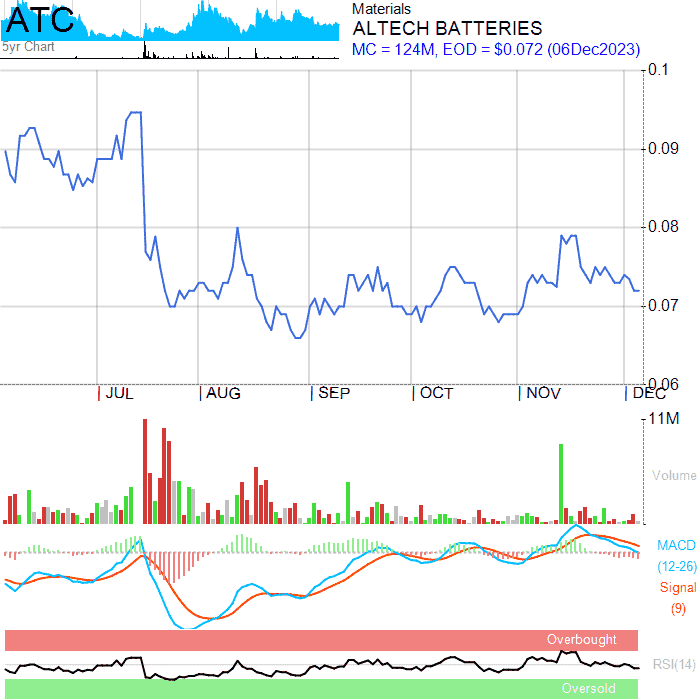 ATC
5yr Chart
Materials
ALTECH BATTERIES
MC = 124M, EOD = $0.072 (06Dec2023)
0.1
0.09
0.08
0.07
0.06
JUL AUG SEP OCT NOV DEC
11M
Volume
MACD
(12-26)
Signal
(9)
Overbought
RSI(14)
Oversold